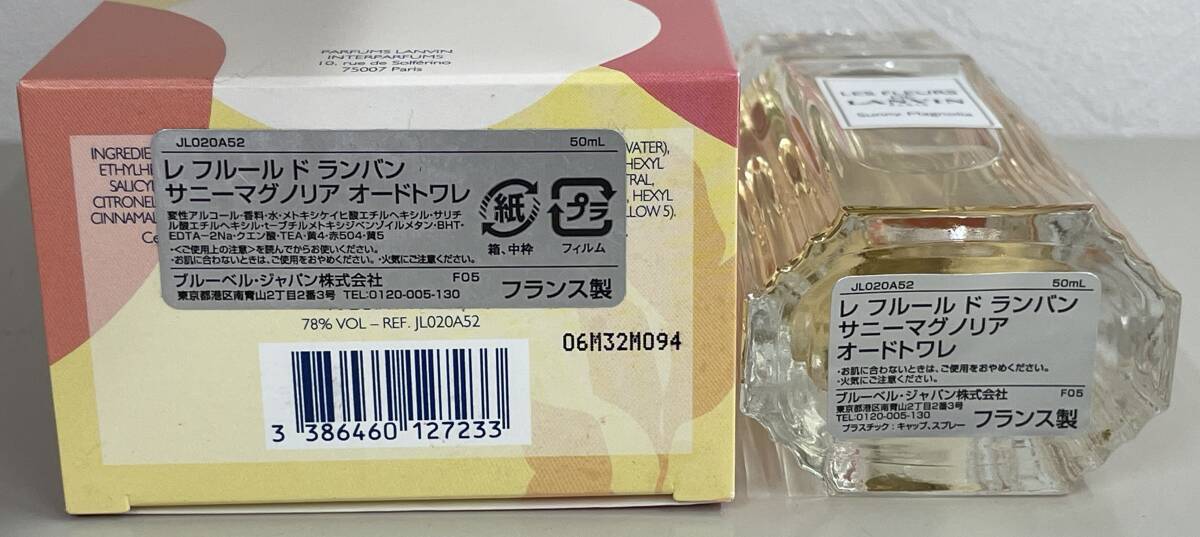 PARFUMS LANVIN
INTERPARFUMS
10, rue de Solférino
75007 Paris
JL020A52 50mL
レ フルール ド ランバン
サニーマグノリア オードトワレ
変性アルコール・香料・水・メトキシケイヒ酸エチルヘキシル・サリチ
ル酸エチルヘキシル・t-ブチルメトキシジベンゾイルメタン・BHT・
EDTA-2Na・クエン酸・TEA・黄4・赤504・黄5
・<ご使用上の注意>を読んでからお使いください。
・お肌に合わないときは、ご使用をおやめください。・火気にご注意ください。
紙
箱、中枠
プラ
フィルム
ブルーベル・ジャパン株式会社 F05
東京都港区南青山2丁目2番3号 TEL:0120-005-130
フランス製
INGREDIE
ETHYLHE
SALICYL
CITRONEL
CINNAMAL
WATER),
HEXYL
TRAL,
, HEXYL
LOW 5).
78% VOL – REF. JL020A52
06M32M094
3 386460 127233
LES FLEURS
DE
LANVIN
Sunny Magnolia
JL020A52 50mL
レ フルール ド ランバン
サニーマグノリア
オードトワレ
・お肌に合わないときは、ご使用をおやめください。
・火気にご注意ください。
ブルーベル・ジャパン株式会社 F05
東京都港区南青山2丁目2番3号
TEL:0120-005-130
プラスチック:キャップ、スプレー
フランス製